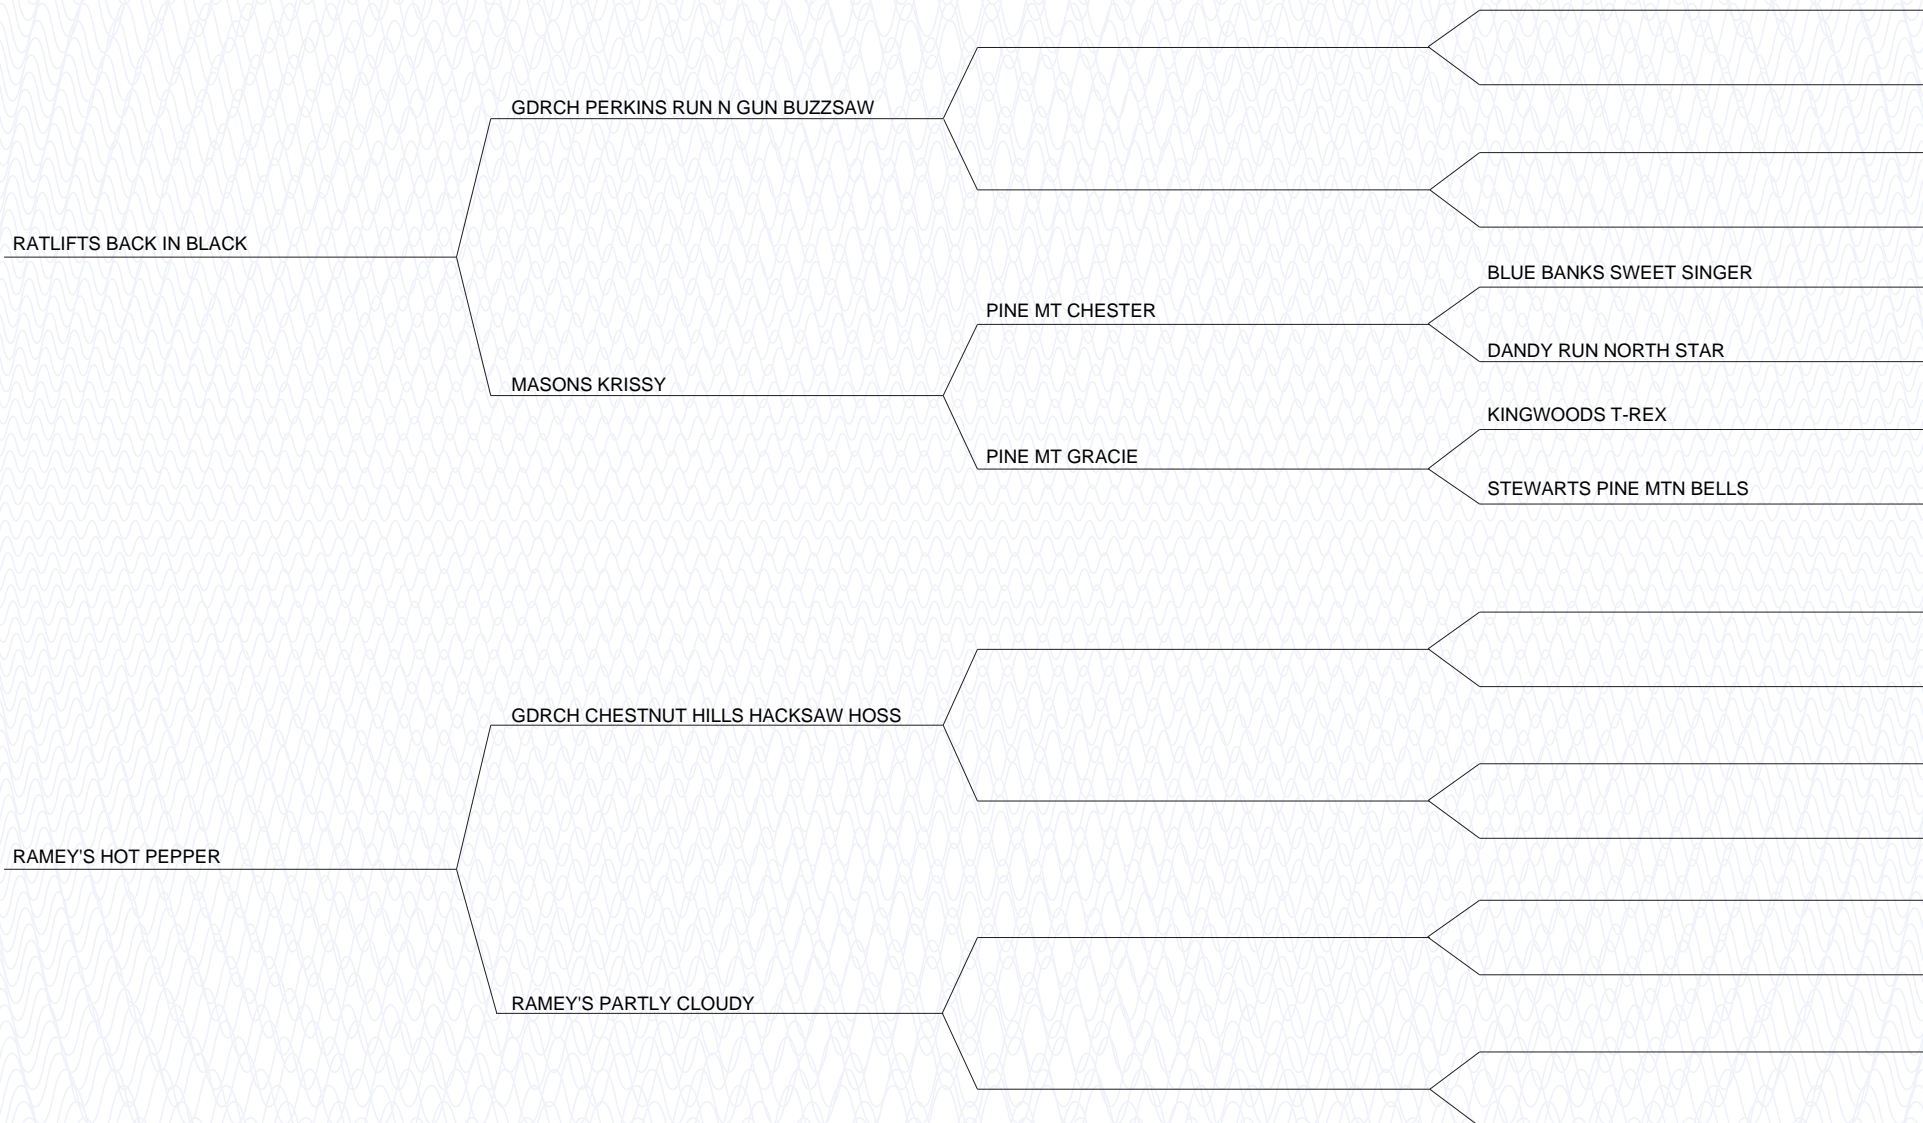 GDRCH PERKINS RUN N GUN BUZZSAW
RATLIFTS BACK IN BLACK
BLUE BANKS SWEET SINGER
PINE MT CHESTER
DANDY RUN NORTH STAR
MASONS KRISSY
KINGWOODS T-REX
PINE MT GRACIE
STEWARTS PINE MTN BELLS
GDRCH CHESTNUT HILLS HACKSAW HOSS
RAMEY'S HOT PEPPER
RAMEY'S PARTLY CLOUDY